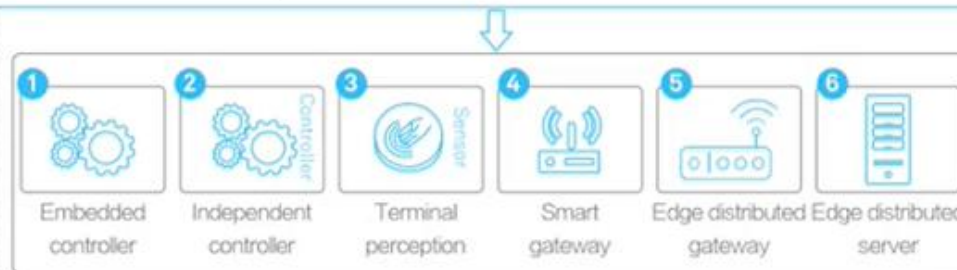 1 2 3 4 5 6
Controller
Sensor
Embedded controller
Independent controller
Terminal perception
Smart gateway
Edge distributed gateway
Edge distributed server